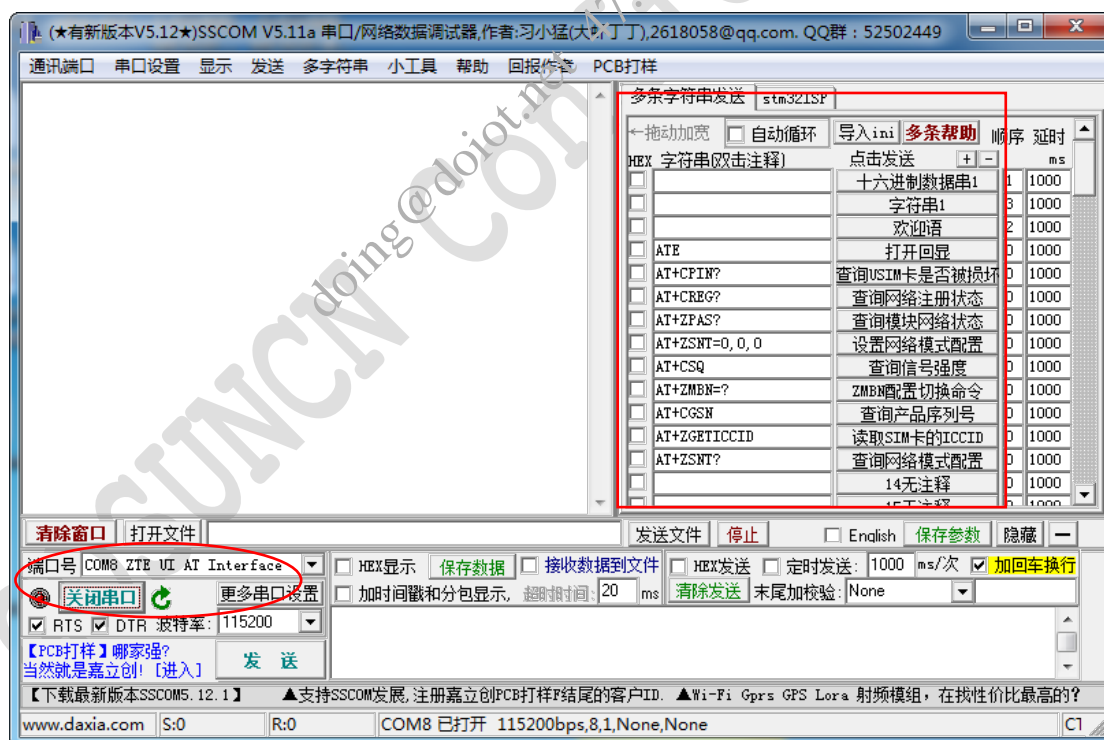 (★有新版本V5.12★)SSCOM V5.11a 串口/网络数据调试器,作者:习小猛(大虾丁丁),2618058@qq.com. QQ群：52502449
通讯端口 串口设置 显示 发送 多字符串 小工具 帮助 回报作者 PCB打样
多条字符串发送 stm32ISP
←拖动加宽 自动循环 导入ini 多条帮助 顺序 延时
HEX 字符串(双击注释) 点击发送 + - ms
十六进制数据串1 1 1000
字符串1 3 1000
欢迎语 2 1000
ATE 打开回显 0 1000
AT+CPIN? 查询USIM卡是否被损坏 0 1000
AT+CREG? 查询网络注册状态 0 1000
AT+ZPAS? 查询模块网络状态 0 1000
AT+ZSNT=0,0,0 设置网络模式配置 0 1000
AT+CSQ 查询信号强度 0 1000
AT+ZMBN=? ZMBN配置切换命令 0 1000
AT+CGSN 查询产品序列号 0 1000
AT+ZGETICCID 读取SIM卡的ICCID 0 1000
AT+ZSNT? 查询网络模式配置 0 1000
14无注释 0 1000
15无注释 0 1000
清除窗口 打开文件 发送文件 停止 English 保存参数 隐藏 —
端口号 COM8 ZTE UI AT Interface HEX显示 保存数据 接收数据到文件 HEX发送 定时发送: 1000 ms/次 加回车换行
关闭串口 更多串口设置 加时间戳和分包显示, 超时时间: 20 ms 清除发送 末尾加校验: None
RTS DTR 波特率: 115200
【PCB打样】哪家强?
当然就是嘉立创! [进入]
发 送
【下载最新版本SSCOM5.12.1】 ▲支持SSCOM发展,注册嘉立创PCB打样F结尾的客户ID. ▲Wi-Fi Gprs GPS Lora 射频模组，在找性价比最高的?
www.daxia.com S:0 R:0 COM8 已打开 115200bps,8,1,None,None
doing@doiot.net